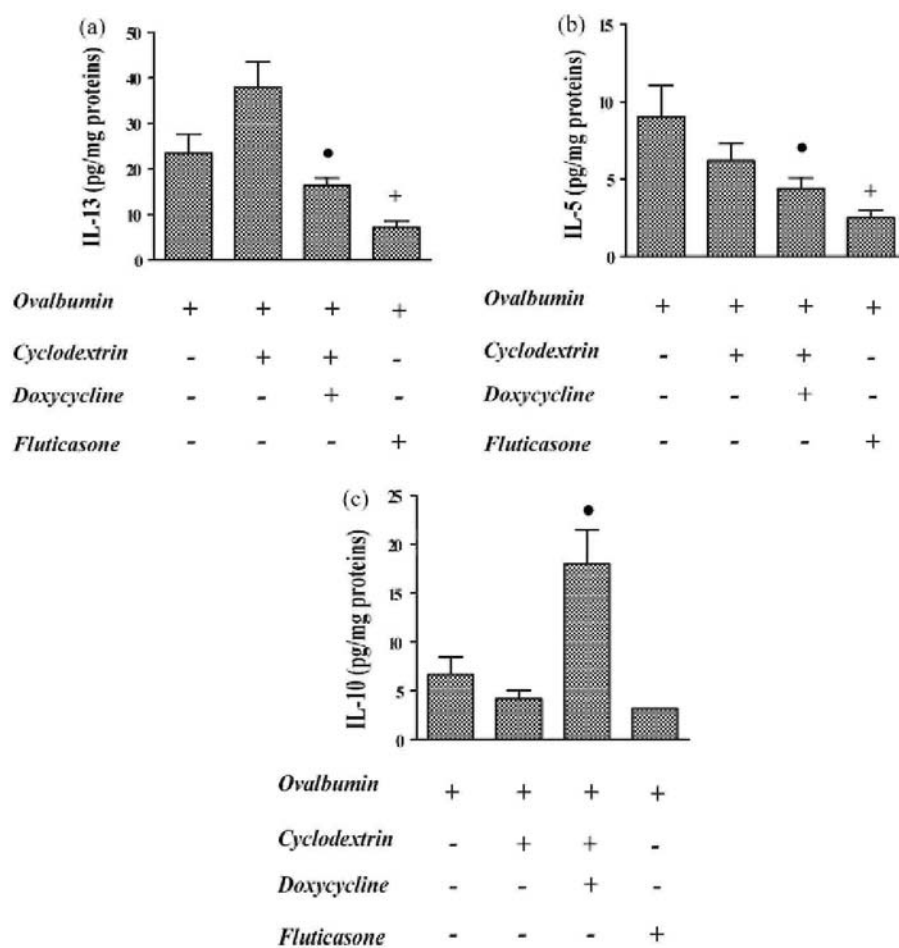 (a)
IL-13 (pg/mg proteins)
50
40
30
20
10
0
•
+
Ovalbumin + + + +
Cyclodextrin - + + -
Doxycycline - - + -
Fluticasone - - - +
(b)
IL-5 (pg/mg proteins)
15
10
5
0
•
+
Ovalbumin + + + +
Cyclodextrin - + + -
Doxycycline - - + -
Fluticasone - - - +
(c)
IL-10 (pg/mg proteins)
25
20
15
10
5
0
•
Ovalbumin + + + +
Cyclodextrin - + + -
Doxycycline - - + -
Fluticasone - - - +